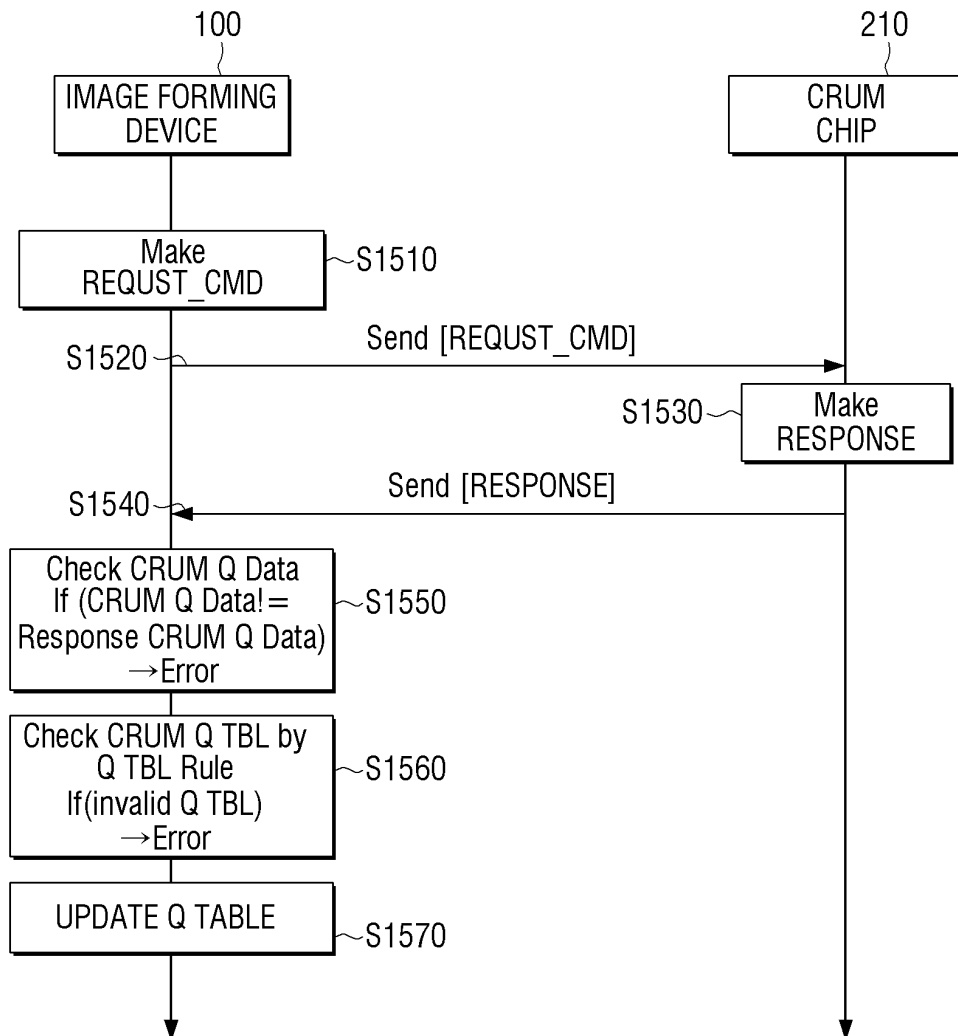 100
210
IMAGE FORMING
DEVICE
CRUM
CHIP
Make
REQUST_CMD
S1510
Send [REQUST_CMD]
S1520
S1530
Make
RESPONSE
Send [RESPONSE]
S1540
Check CRUM Q Data
If (CRUM Q Data!=
Response CRUM Q Data)
→Error
S1550
Check CRUM Q TBL by
Q TBL Rule
If(invalid Q TBL)
→Error
S1560
UPDATE Q TABLE
S1570